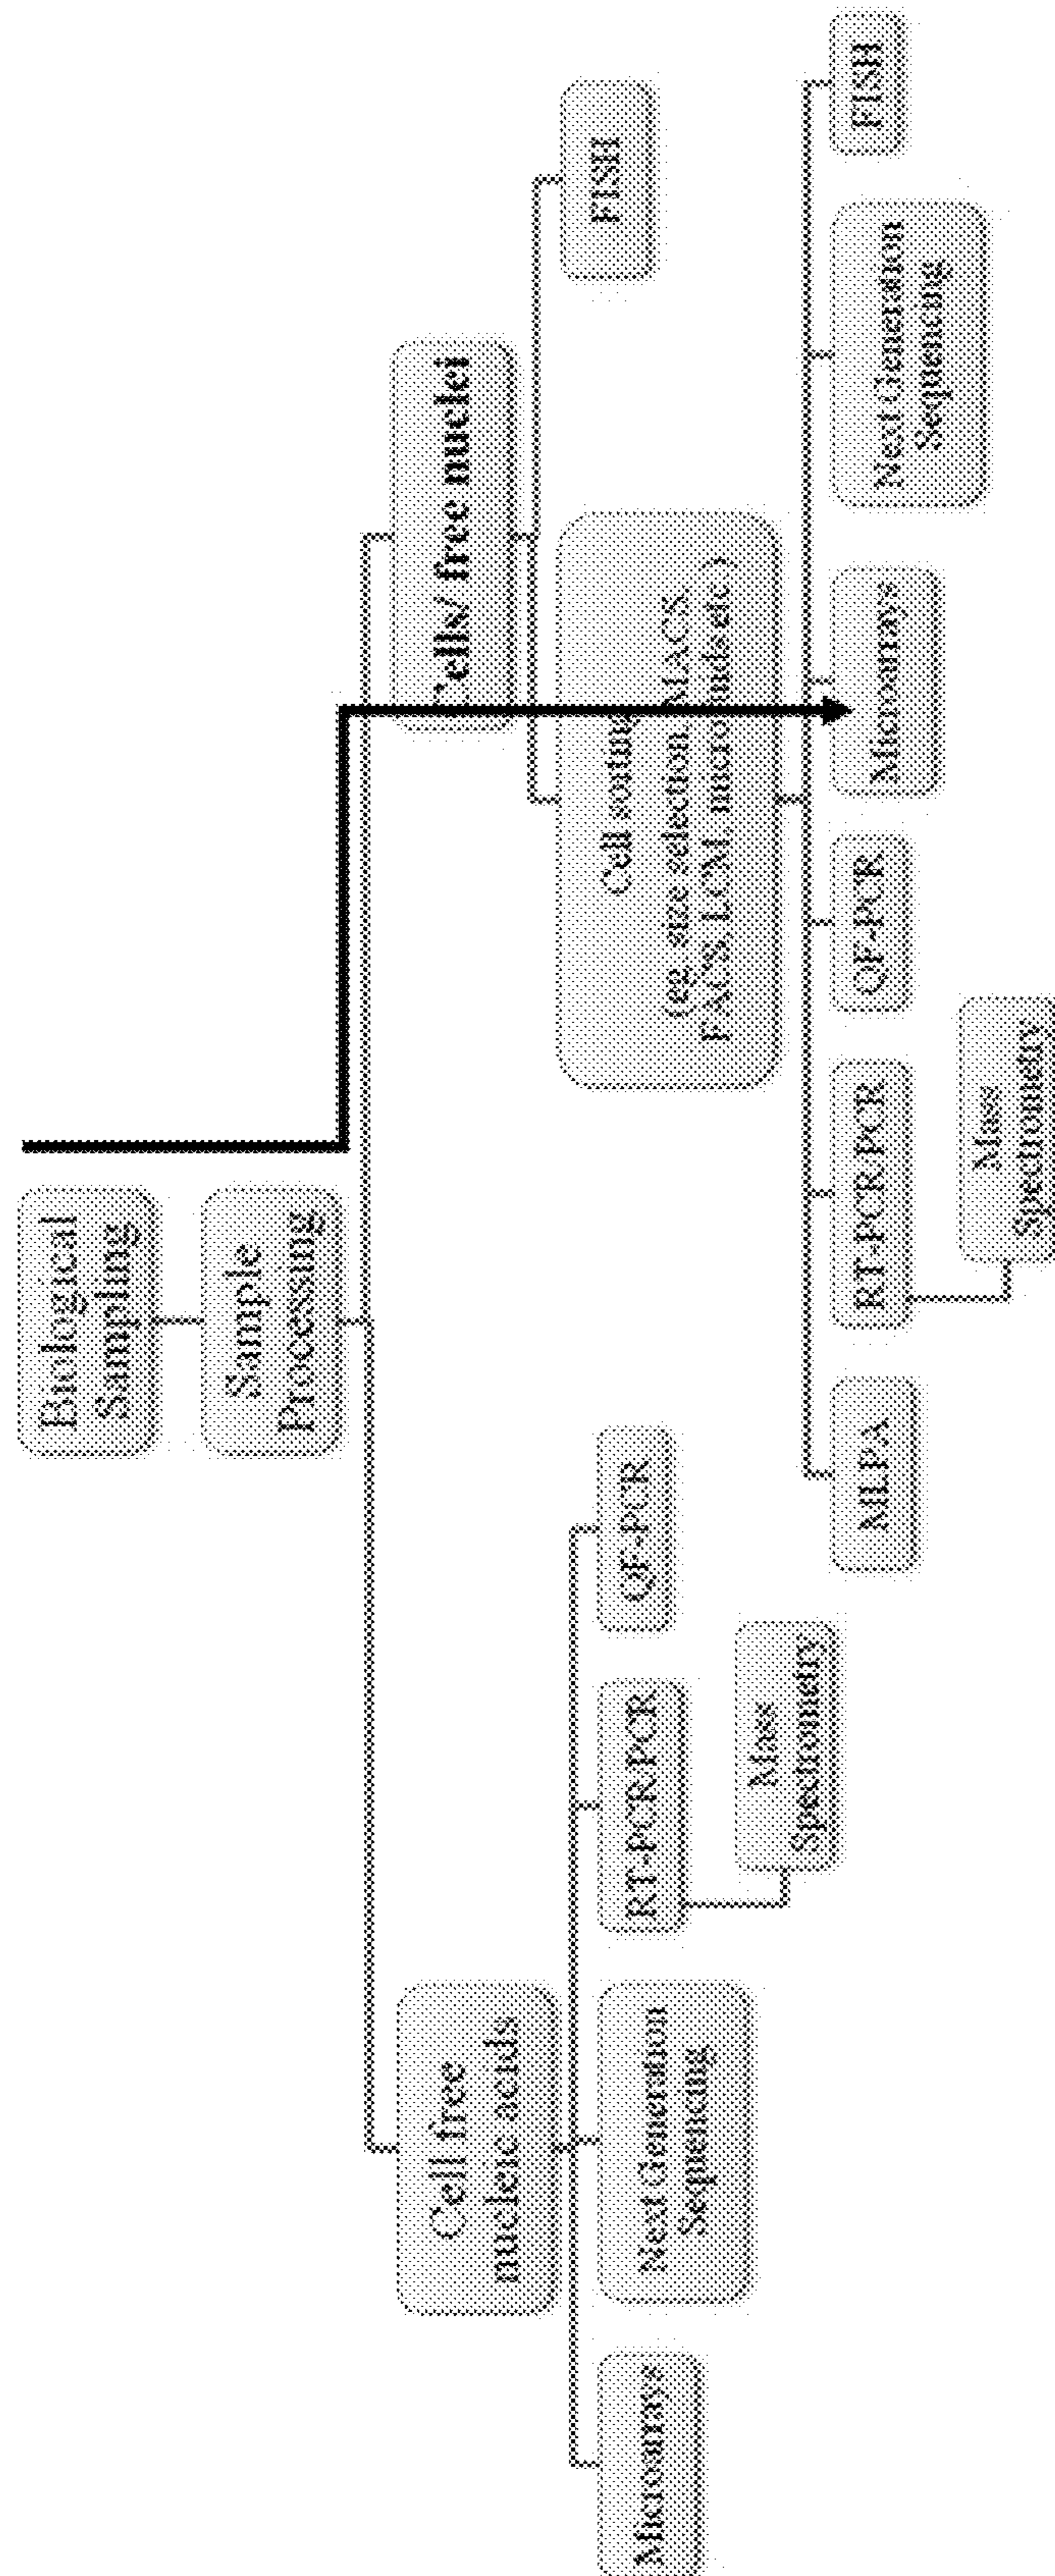 Biological
Sampling
Sample
Processing
Cell free
nucleic acids
Cells/ free nuclei
Microarrays
Next Generation
Sequencing
RT-PCR/PCR
Mass
Spectrometry
QF-PCR
Cell sorting
(eg. size selection, MACX,
FACS, LCM, etc.)
FISH
MLPA
RT-PCR/PCR
Mass
Spectrometry
QF-PCR
Microarrays
Next Generation
Sequencing
FISH